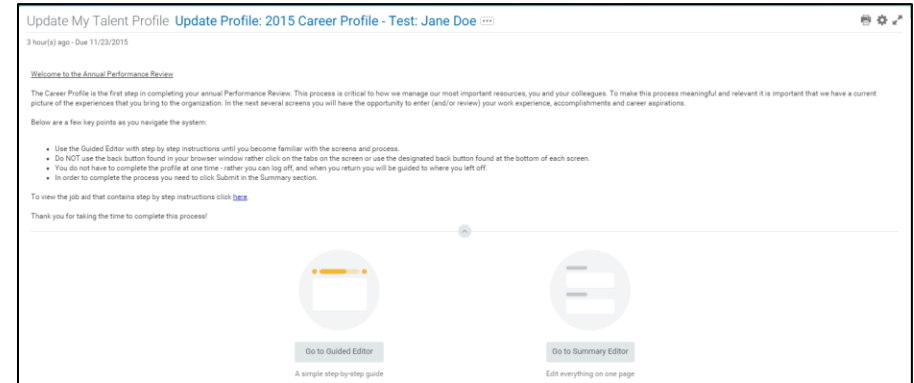 Update My Talent Profile Update Profile: 2015 Career Profile - Test: Jane Doe
3 hour(s) ago - Due 11/23/2015
Welcome to the Annual Performance Review
The Career Profile is the first step in completing your annual Performance Review. This process is critical to how we manage our most important resources, you and your colleagues. To make this process meaningful and relevant it is important that we have a current
picture of the experiences that you bring to the organization. In the next several screens you will have the opportunity to enter (and/or review) your work experience, accomplishments and career aspirations.
Below are a few key points as you navigate the system:
• Use the Guided Editor with step by step instructions until you become familiar with the screens and process.
• Do NOT use the back button found in your browser window rather click on the tabs on the screen or use the designated back button found at the bottom of each screen.
• You do not have to complete the profile at one time - rather you can log off, and when you return you will be guided to where you left off.
• In order to complete the process you need to click Submit in the Summary section.
To view the job aid that contains step by step instructions click here.
Thank you for taking the time to complete this process!
Go to Guided Editor Go to Summary Editor
A simple step-by-step guide Edit everything on one page